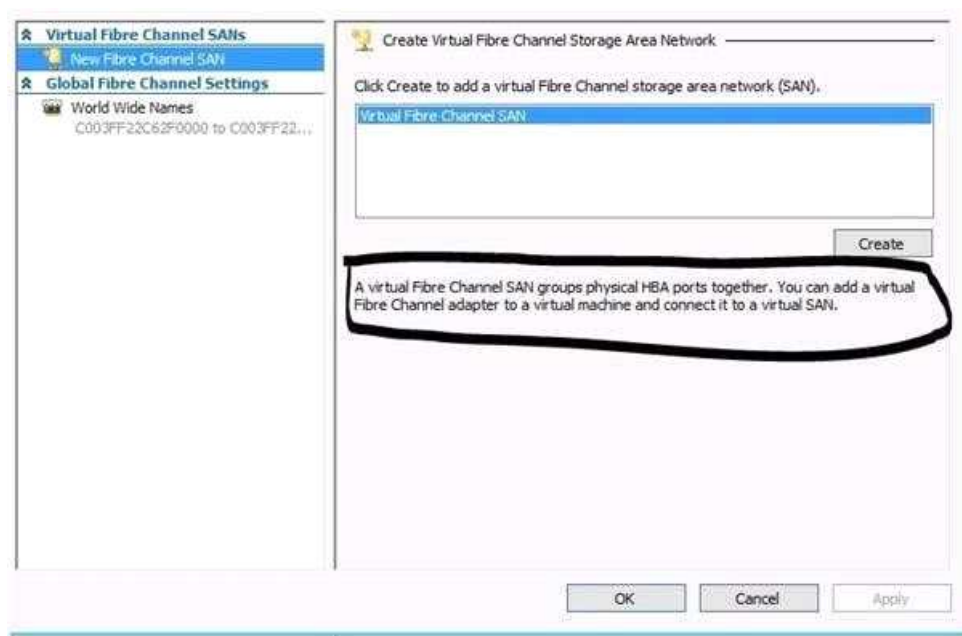 Virtual Fibre Channel SANs
New Fibre Channel SAN
Global Fibre Channel Settings
World Wide Names
C003FF22C62F0000 to C003FF22...
Create Virtual Fibre Channel Storage Area Network
Click Create to add a virtual Fibre Channel storage area network (SAN).
Virtual Fibre Channel SAN
Create
A virtual Fibre Channel SAN groups physical HBA ports together. You can add a virtual
Fibre Channel adapter to a virtual machine and connect it to a virtual SAN.
OK
Cancel
Apply